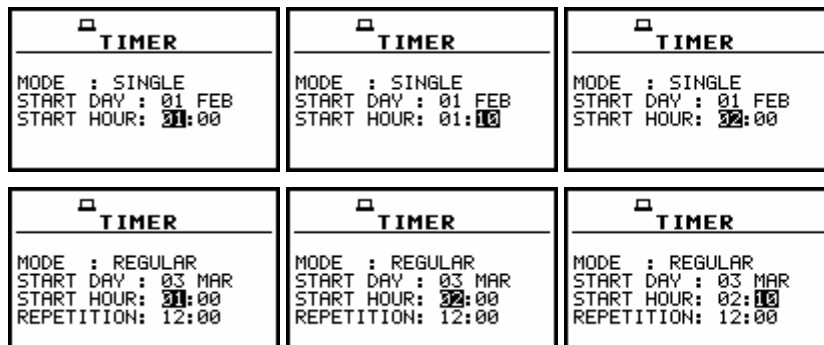 TIMER
MODE : SINGLE
START DAY : 01 FEB
START HOUR: 01:00
TIMER
MODE : SINGLE
START DAY : 01 FEB
START HOUR: 01:10
TIMER
MODE : SINGLE
START DAY : 01 FEB
START HOUR: 02:00
TIMER
MODE : REGULAR
START DAY : 03 MAR
START HOUR: 01:00
REPETITION: 12:00
TIMER
MODE : REGULAR
START DAY : 03 MAR
START HOUR: 02:00
REPETITION: 12:00
TIMER
MODE : REGULAR
START DAY : 03 MAR
START HOUR: 02:10
REPETITION: 12:00